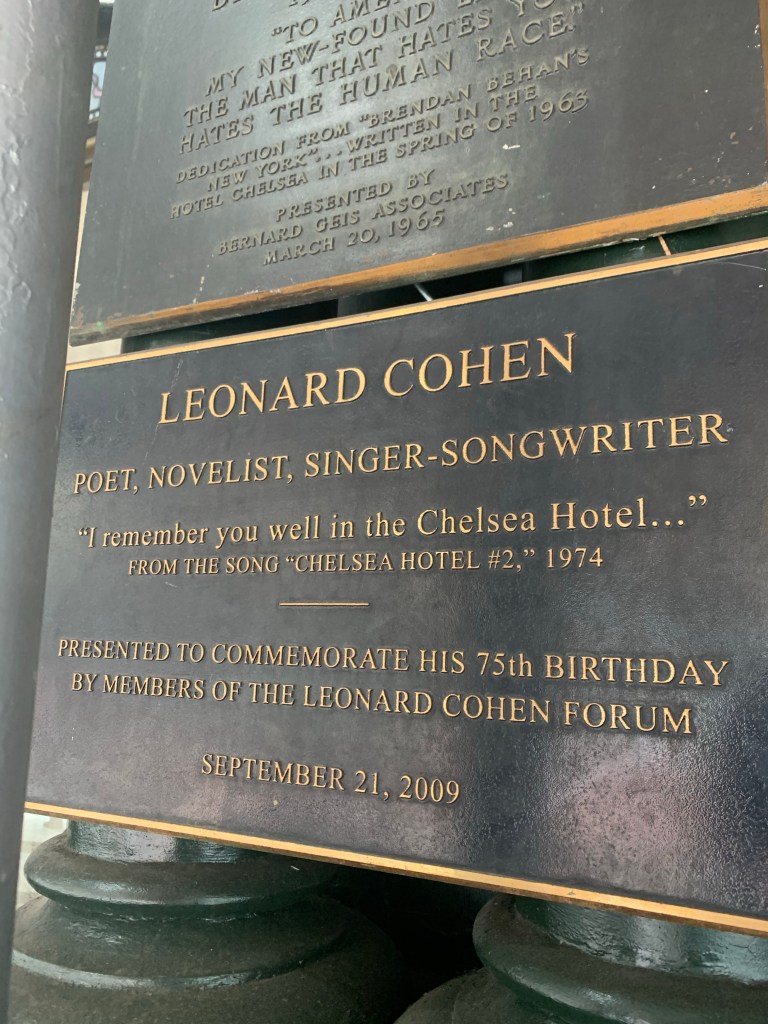 "TO AMER
MY NEW-FOUND
THE MAN THAT HATES YO
HATES THE HUMAN RACE."
DEDICATION FROM "BRENDAN BEHAN'S
NEW YORK"... WRITTEN IN THE
HOTEL CHELSEA IN THE SPRING OF 1963
PRESENTED BY
BERNARD GEIS ASSOCIATES
MARCH 20, 1965
LEONARD COHEN
POET, NOVELIST, SINGER-SONGWRITER
“I remember you well in the Chelsea Hotel...”
FROM THE SONG “CHELSEA HOTEL #2,” 1974
PRESENTED TO COMMEMORATE HIS 75th BIRTHDAY
BY MEMBERS OF THE LEONARD COHEN FORUM
SEPTEMBER 21, 2009